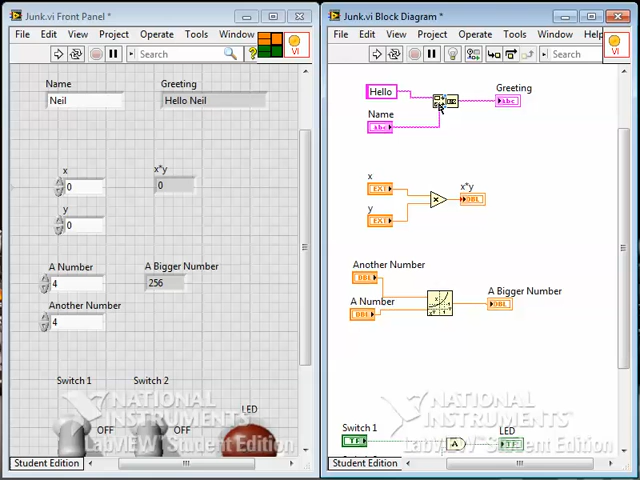 Junk.vi Front Panel *
File Edit View Project Operate Tools Window
Search
?
VI
Name
Neil
Greeting
Hello Neil
x
0
x*y
0
y
0
A Number
4
A Bigger Number
256
Another Number
4
Switch 1
Switch 2
LED
OFF
OFF
NATIONAL
INSTRUMENTS
LabVIEW™ Student Edition
Student Edition
Junk.vi Block Diagram *
File Edit View Project Operate Tools Window
Search
VI
Hello
Greeting
Abc
Name
Abc
x
EXT
x*y
DBL
y
EXT
Another Number
DBL
A Bigger Number
DBL
A Number
DBL
Switch 1
TF
LED
TF
NATIONAL
INSTRUMENTS
LabVIEW™ Student Edition
Student Edition